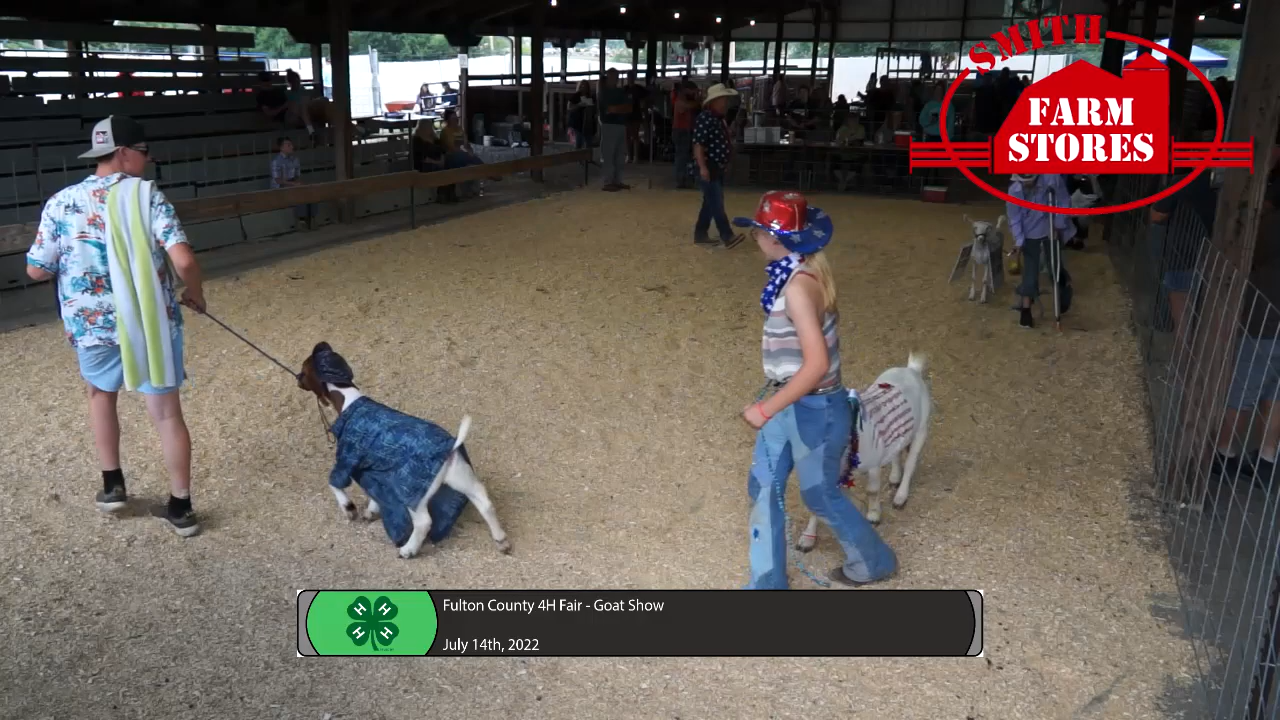 SMITH
FARM
STORES
Fulton County 4H Fair - Goat Show
July 14th, 2022
H H
H H